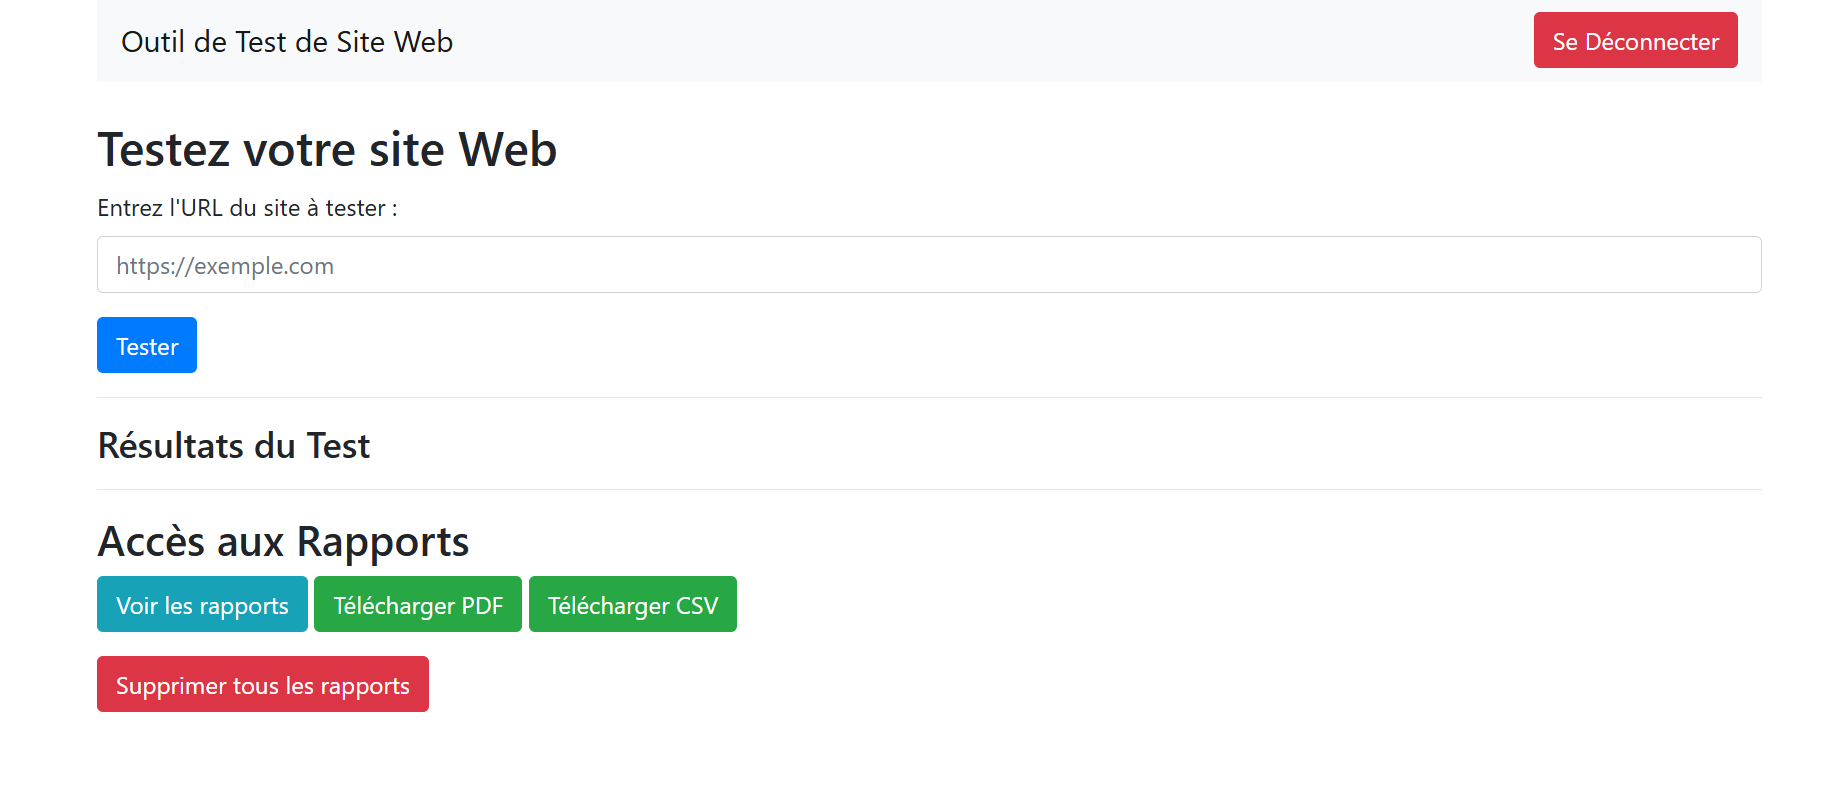 Outil de Test de Site Web
Se Déconnecter
Testez votre site Web
Entrez l'URL du site à tester :
https://exemple.com
Tester
Résultats du Test
Accès aux Rapports
Voir les rapports
Télécharger PDF
Télécharger CSV
Supprimer tous les rapports